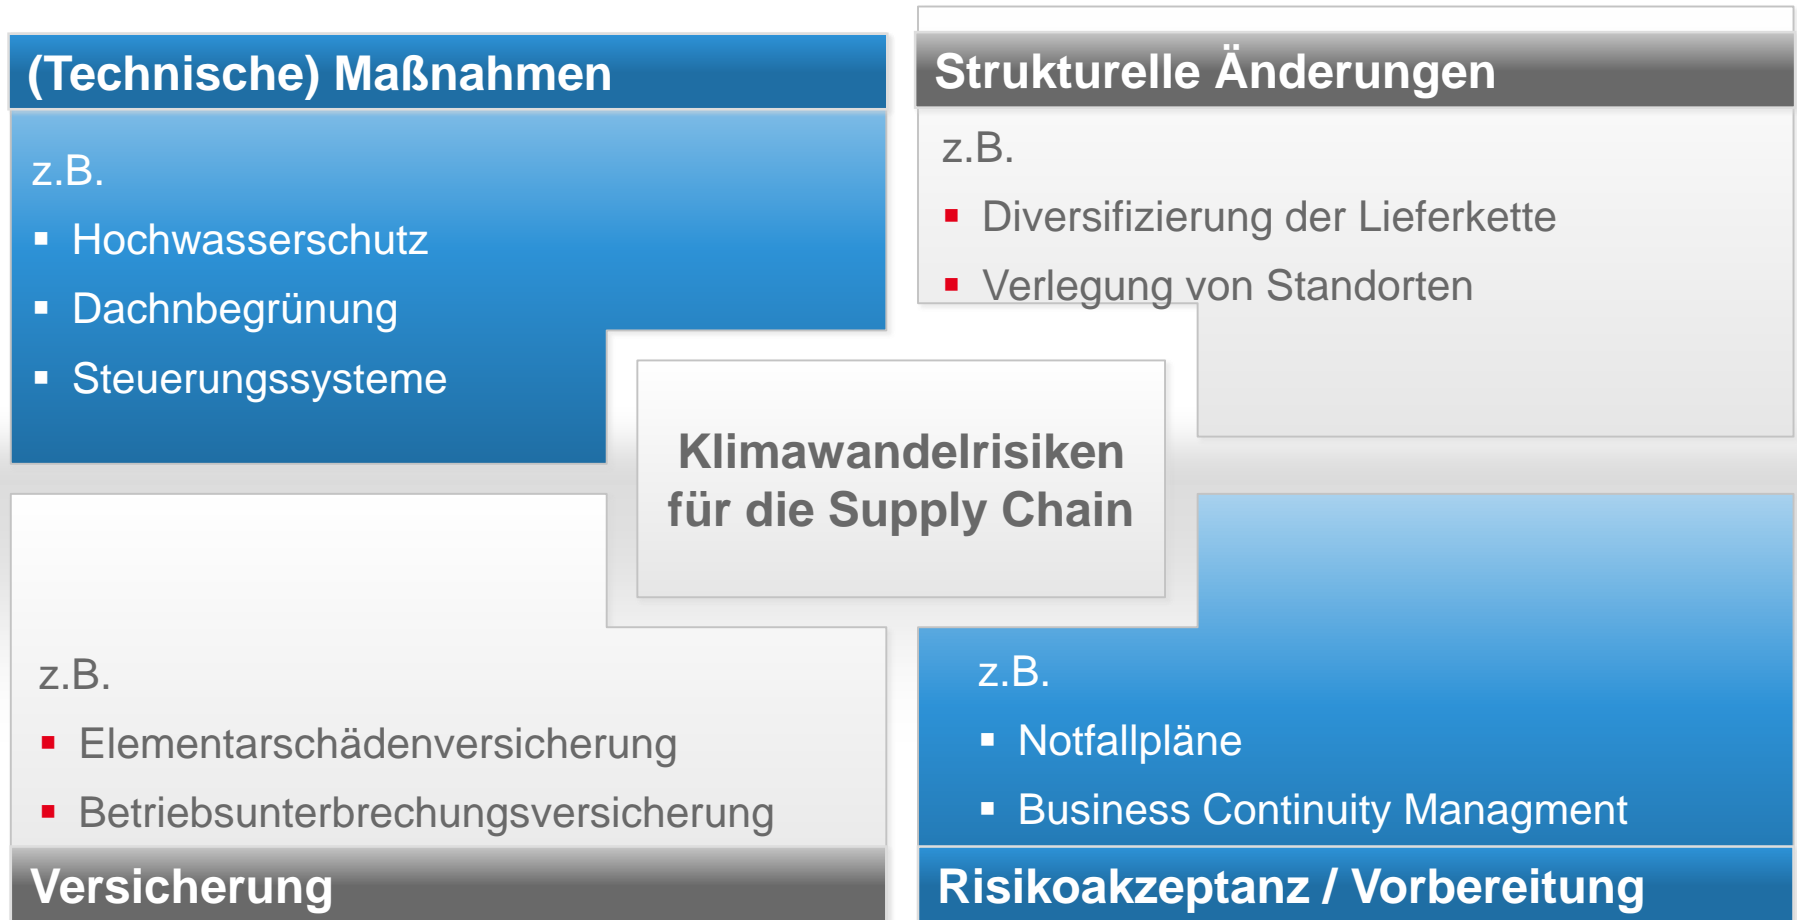 (Technische) Maßnahmen
z.B.
Hochwasserschutz
Dachnbegrünung
Steuerungssysteme
Strukturelle Änderungen
z.B.
Diversifizierung der Lieferkette
Verlegung von Standorten
Klimawandelrisiken
für die Supply Chain
z.B.
Elementarschädenversicherung
Betriebsunterbrechungsversicherung
Versicherung
z.B.
Notfallpläne
Business Continuity Managment
Risikoakzeptanz / Vorbereitung